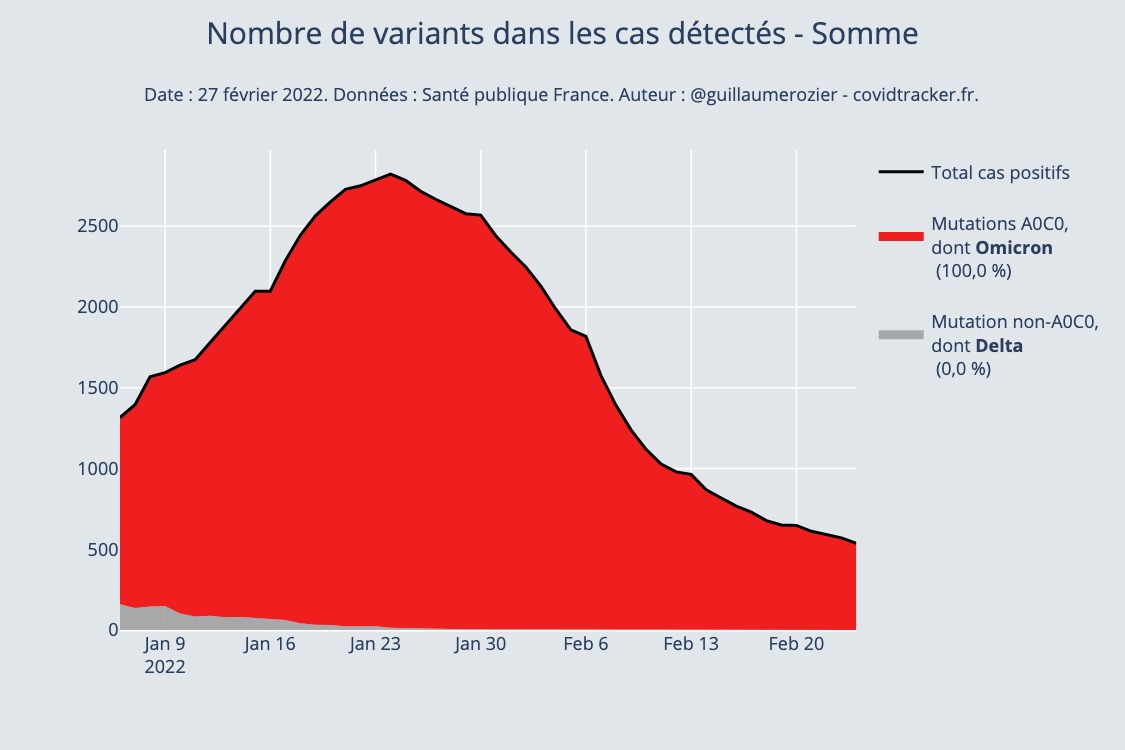 Nombre de variants dans les cas détectés - Somme
Date : 27 février 2022. Données : Santé publique France. Auteur : @guillaumerozier - covidtracker.fr.
Total cas positifs
Mutations A0C0,
dont Omicron
(100,0 %)
Mutation non-A0C0,
dont Delta
(0,0 %)
2500
2000
1500
1000
500
0
Jan 9 Jan 16 Jan 23 Jan 30 Feb 6 Feb 13 Feb 20
2022